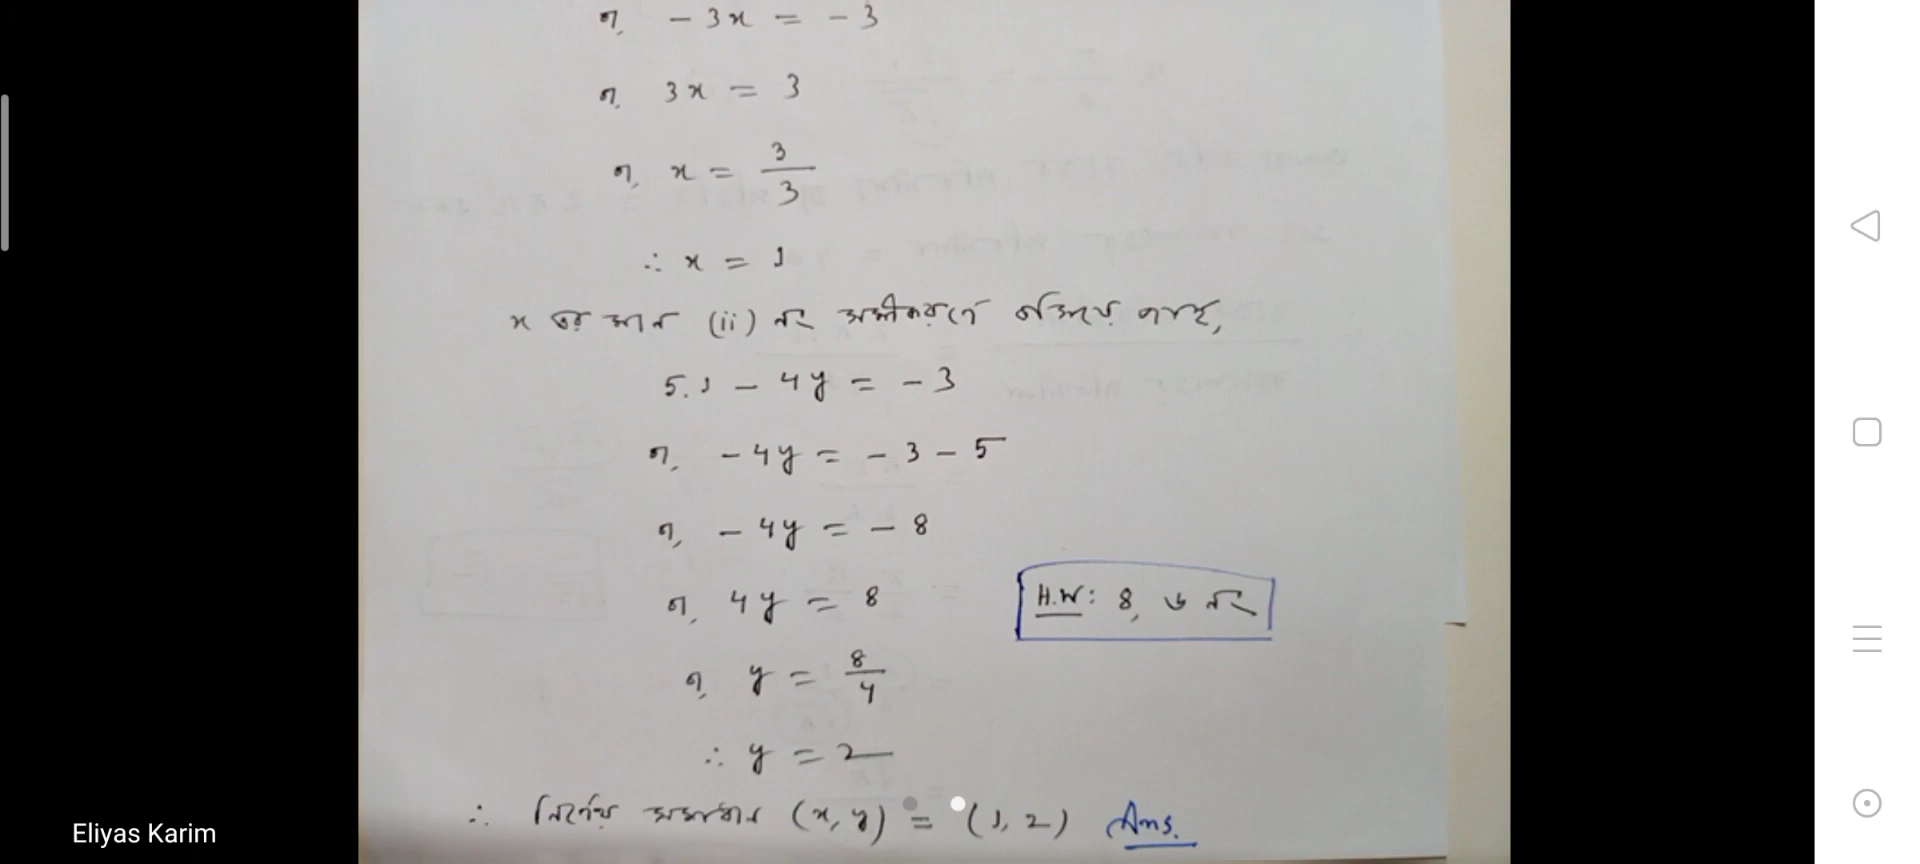 বা, - 3x = - 3
বা, 3x = 3
বা, x = 3/3
∴ x = 1
x এর মান (ii) নং সমীকরণে বসিয়ে পাই,
5.1 - 4y = - 3
বা, - 4y = - 3 - 5
বা, - 4y = - 8
বা, 4y = 8
H.W: 8, ৬ নং
বা, y = 8/4
∴ y = 2
∴ নির্ণেয় সমাধান (x, y) = (1, 2) Ans.
Eliyas Karim